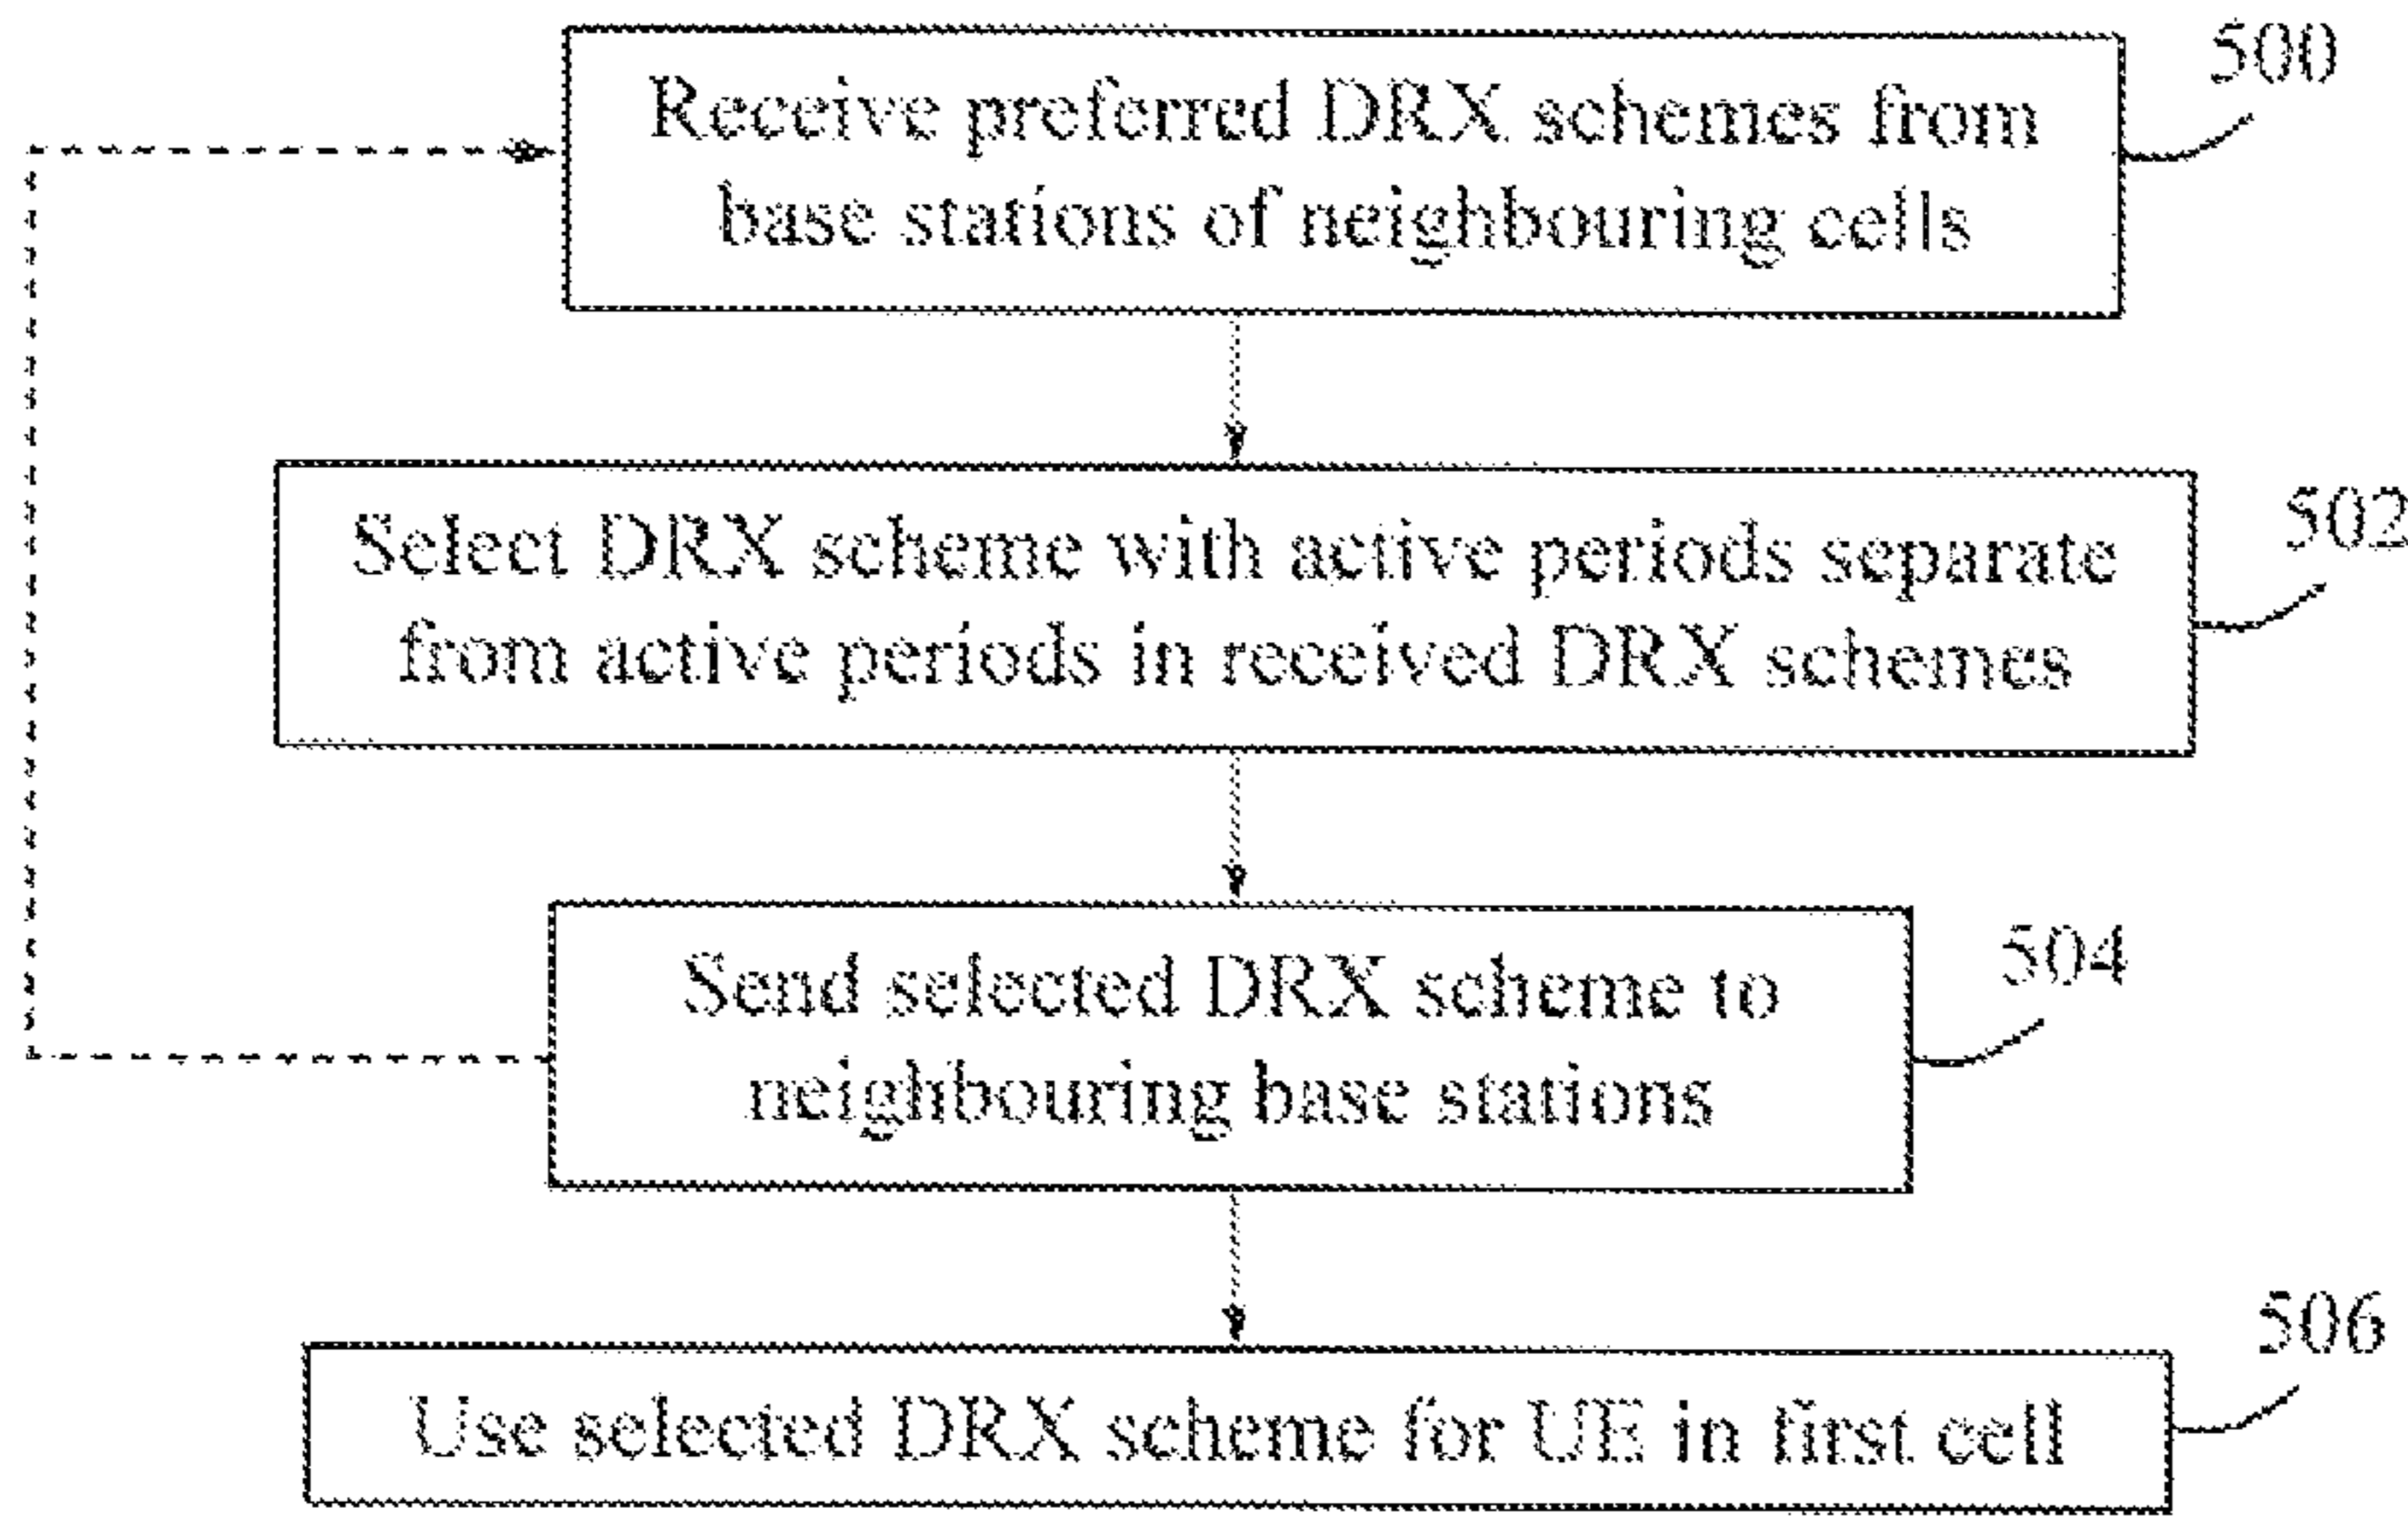 500
Receive preferred DRX schemes from
base stations of neighbouring cells
502
Select DRX scheme with active periods separate
from active periods in received DRX schemes
504
Send selected DRX scheme to
neighbouring base stations
506
Use selected DRX scheme for UE in first cell